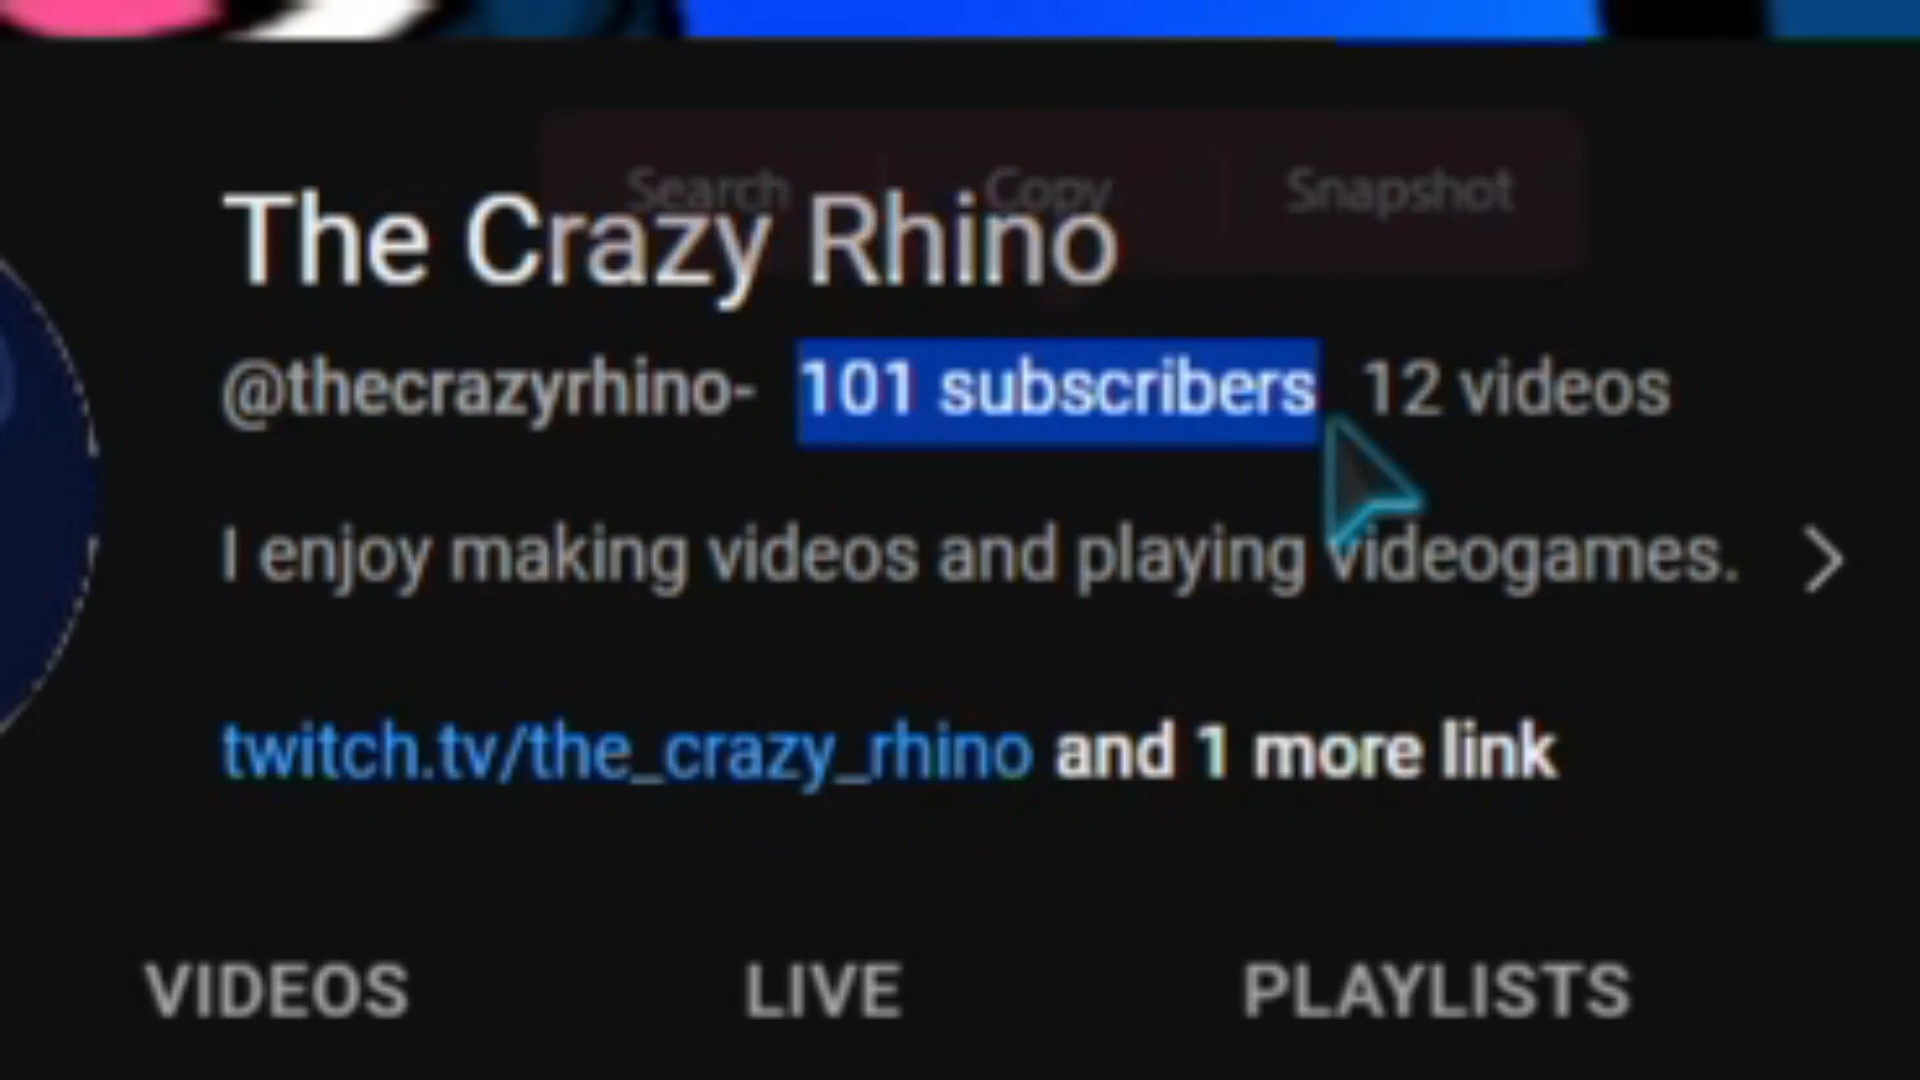 Search Copy Snapshot
The Crazy Rhino
@thecrazyrhino- 101 subscribers 12 videos
I enjoy making videos and playing videogames.
twitch.tv/the_crazy_rhino and 1 more link
VIDEOS LIVE PLAYLISTS